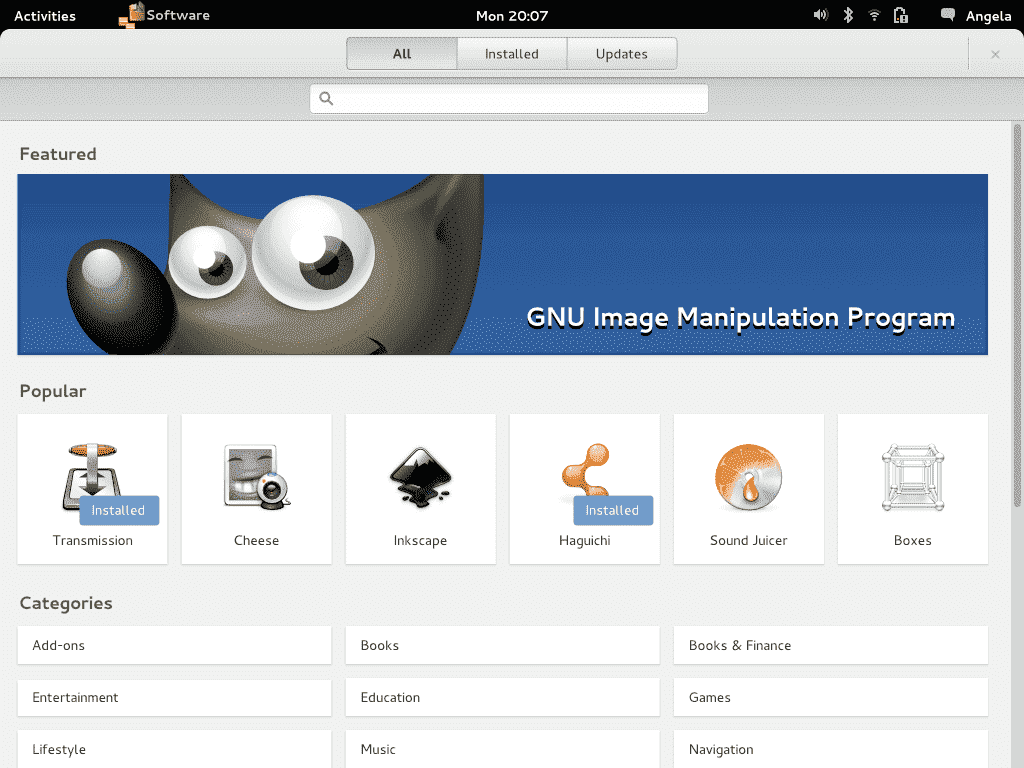 Activities Software Mon 20:07 Angela
All Installed Updates
Featured
GNU Image Manipulation Program
Popular
Installed Installed
Transmission Cheese Inkscape Haguichi Sound Juicer Boxes
Categories
Add-ons Books Books & Finance
Entertainment Education Games
Lifestyle Music Navigation